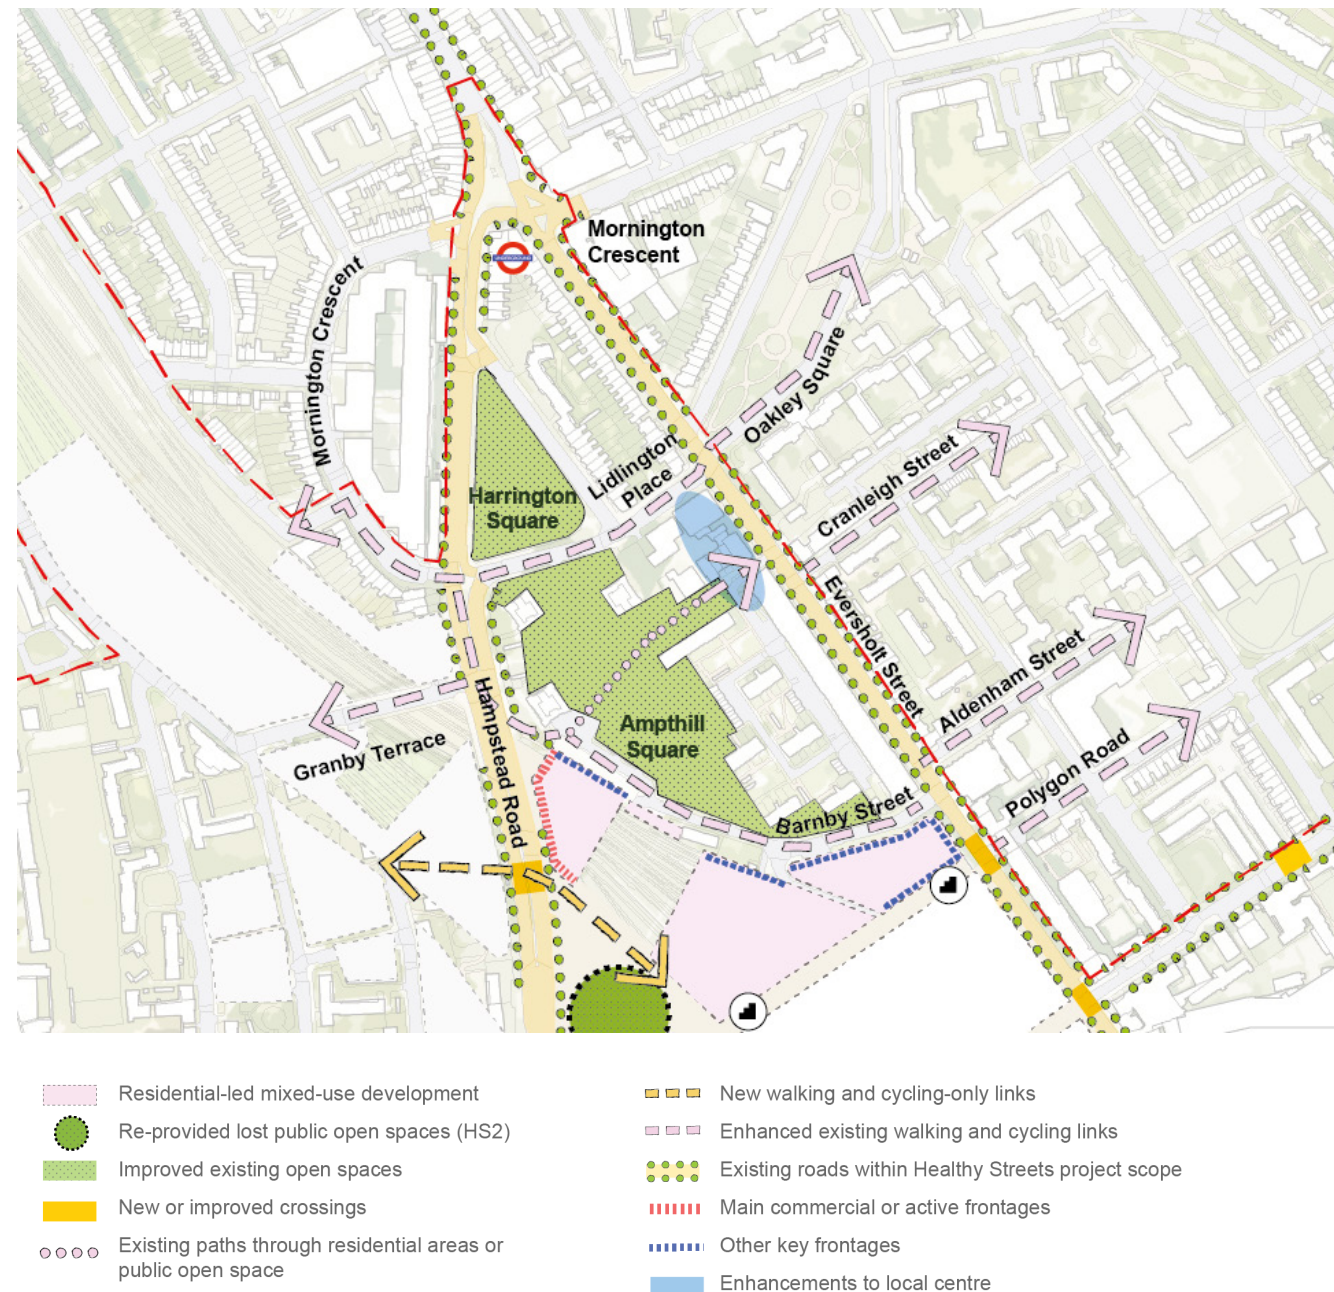 Mornington
Crescent
UNDERGROUND
Mornington Crescent
Oakley Square
Lidlington
Place
Cranleigh Street
Harrington
Square
Eversholt Street
Aldenham Street
Hampstead Road
Ampthill
Square
Granby Terrace
Polygon Road
Barnby Street
Residential-led mixed-use development
Re-provided lost public open spaces (HS2)
Improved existing open spaces
New or improved crossings
Existing paths through residential areas or
public open space
New walking and cycling-only links
Enhanced existing walking and cycling links
Existing roads within Healthy Streets project scope
Main commercial or active frontages
Other key frontages
Enhancements to local centre